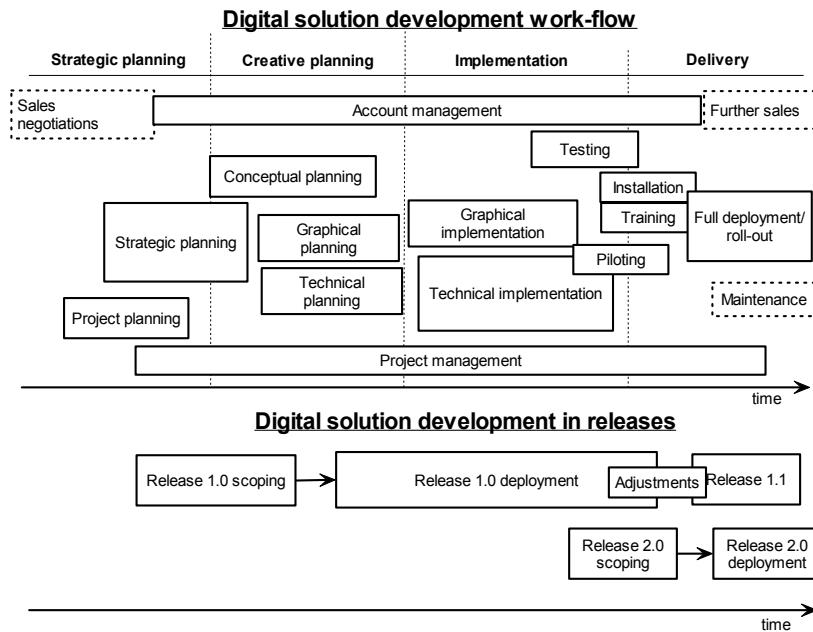 Digital solution development work-flow
Strategic planning
Creative planning
Implementation
Delivery
Sales
negotiations
Account management
Further sales
Testing
Conceptual planning
Installation
Strategic planning
Graphical
planning
Graphical
implementation
Training
Full deployment/
roll-out
Piloting
Technical
planning
Technical implementation
Maintenance
Project planning
Project management
time
Digital solution development in releases
Release 1.0 scoping
Release 1.0 deployment
Adjustments
Release 1.1
Release 2.0
scoping
Release 2.0
deployment
time